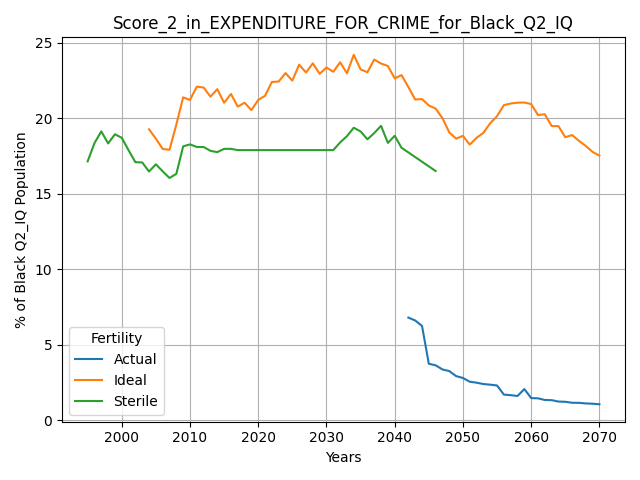 Score_2_in_EXPENDITURE_FOR_CRIME_for_Black_Q2_IQ
25
20
15
10
5
0
% of Black Q2_IQ Population
Fertility
Actual
Ideal
Sterile
2000 2010 2020 2030 2040 2050 2060 2070
Years